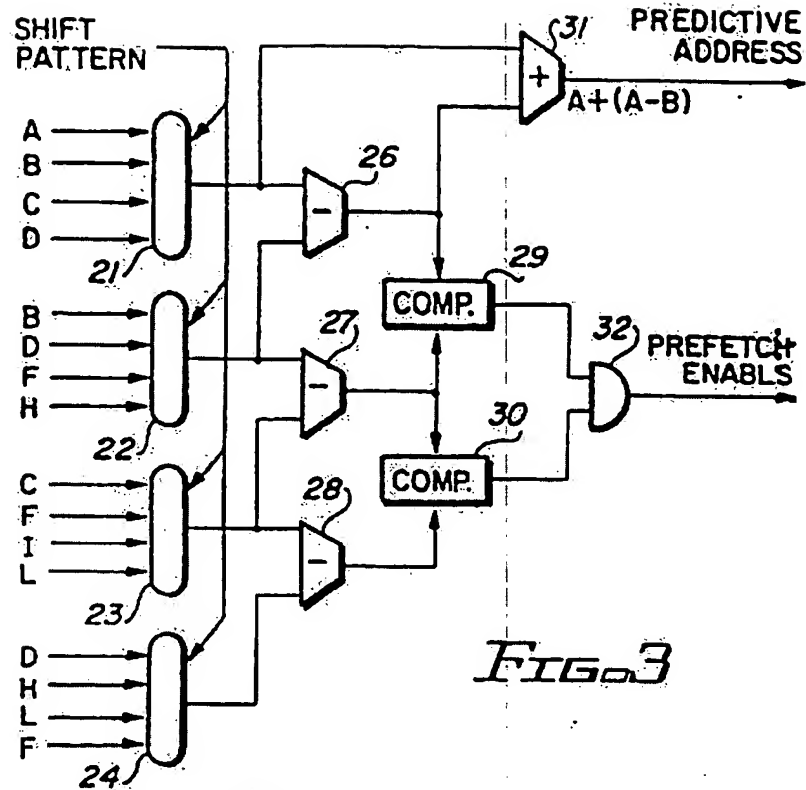 SHIFT
PATTERN
31
PREDICTIVE
ADDRESS
+
A+(A-B)
A
B
C
D
21
26
-
29
COMP.
B
D
F
H
22
27
-
32
PREFETCH
ENABLS
30
COMP.
C
F
I
L
23
28
-
D
H
L
F
24
FIG.3